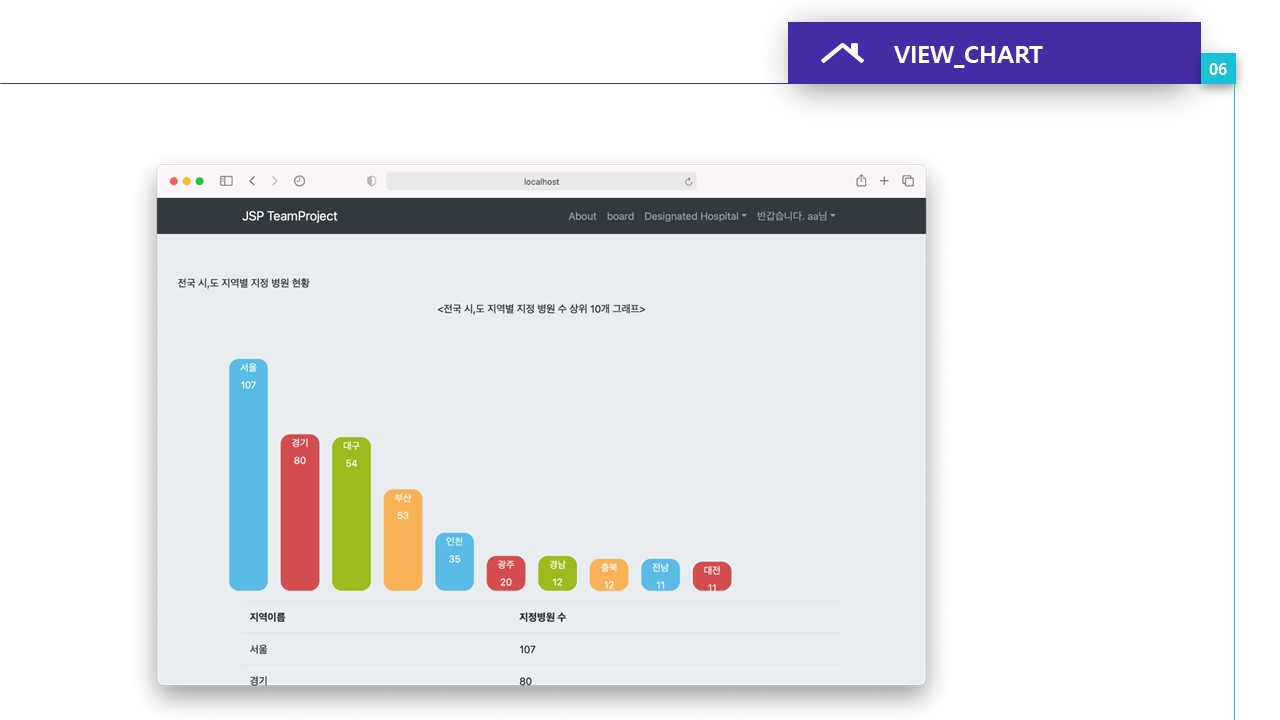 VIEW_CHART
06
localhost
JSP TeamProject
About board Designated Hospital 반갑습니다. aa님
전국 시,도 지역별 지정 병원 현황
<전국 시,도 지역별 지정 병원 수 상위 10개 그래프>
서울
107
경기
80
대구
54
부산
53
인천
35
광주
20
경남
12
충북
12
전남
11
대전
11
지역이름 지정병원 수
서울 107
경기 80